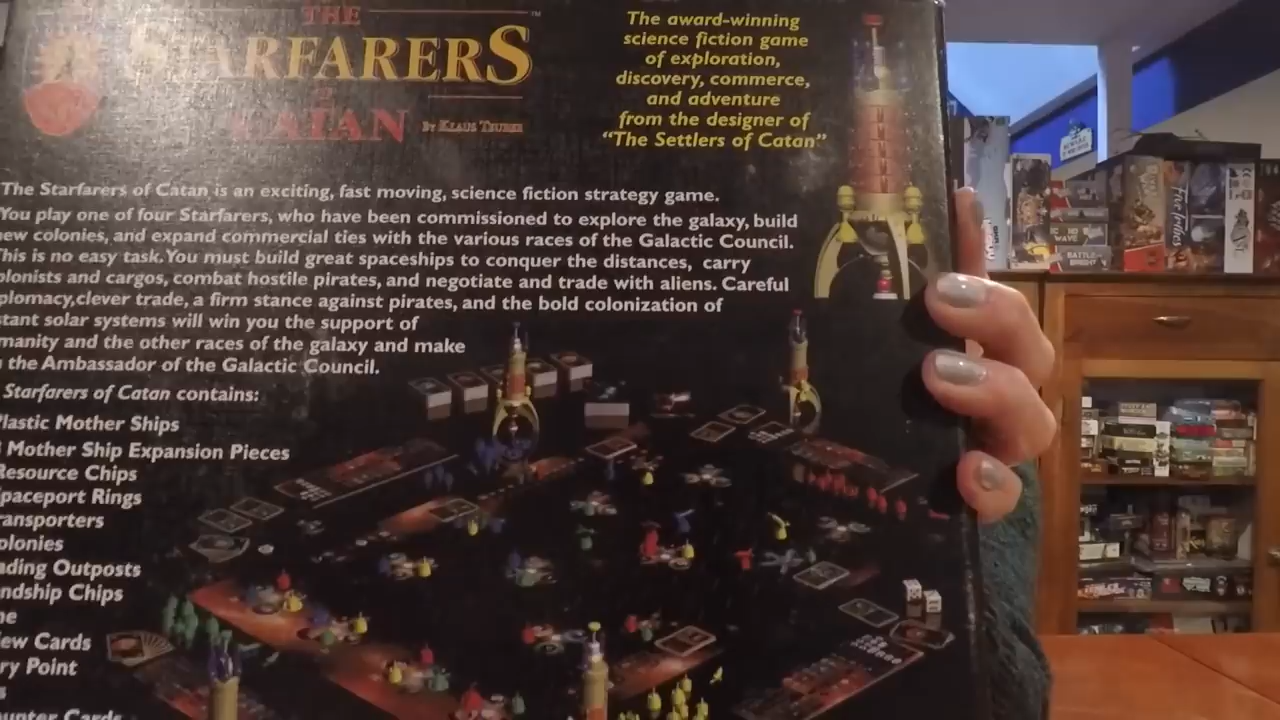 THE
STARFARERS
CATAN BY KLAUS TEUBER
The award-winning
science fiction game
of exploration,
discovery, commerce,
and adventure
from the designer of
"The Settlers of Catan"
The Starfarers of Catan is an exciting, fast moving, science fiction strategy game.
You play one of four Starfarers, who have been commissioned to explore the galaxy, build
ew colonies, and expand commercial ties with the various races of the Galactic Council.
his is no easy task. You must build great spaceships to conquer the distances, carry
olonists and cargos, combat hostile pirates, and negotiate and trade with aliens. Careful
plomacy,clever trade, a firm stance against pirates, and the bold colonization of
stant solar systems will win you the support of
manity and the other races of the galaxy and make
the Ambassador of the Galactic Council.
Starfarers of Catan contains:
Plastic Mother Ships
Mother Ship Expansion Pieces
Resource Chips
paceport Rings
ransporters
olonies
ading Outposts
ndship Chips
me
ew Cards
ry Point
s
unter Cards
BEWARE